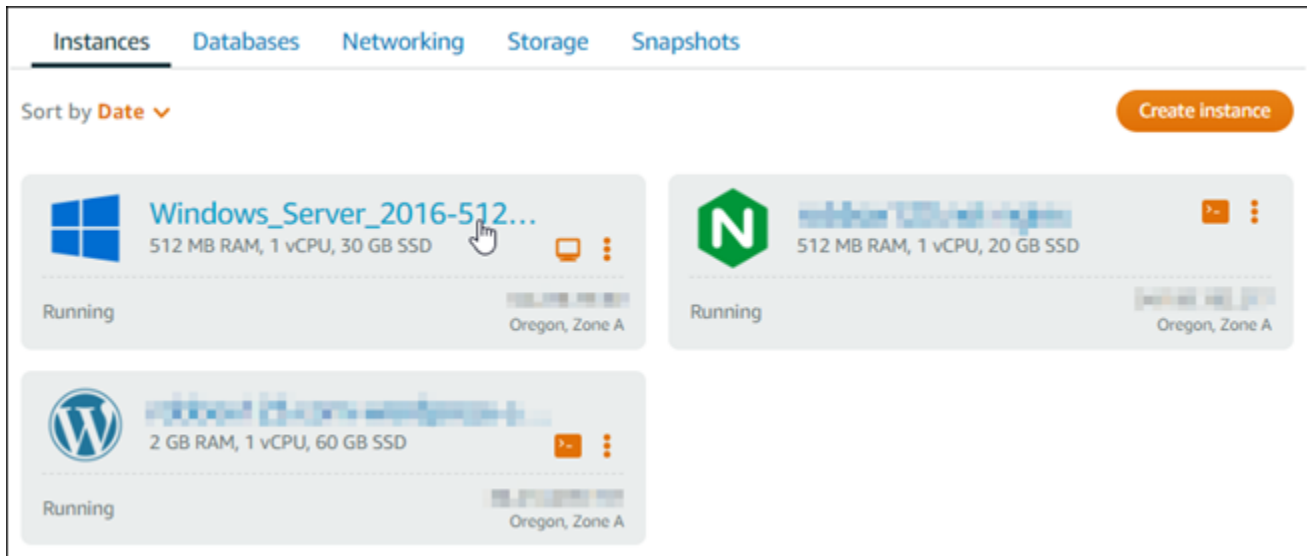 Instances Databases Networking Storage Snapshots
Sort by Date
Create instance
Windows_Server_2016-512...
512 MB RAM, 1 vCPU, 30 GB SSD
Running
Oregon, Zone A
N
512 MB RAM, 1 vCPU, 20 GB SSD
Running
Oregon, Zone A
W
2 GB RAM, 1 vCPU, 60 GB SSD
Running
Oregon, Zone A